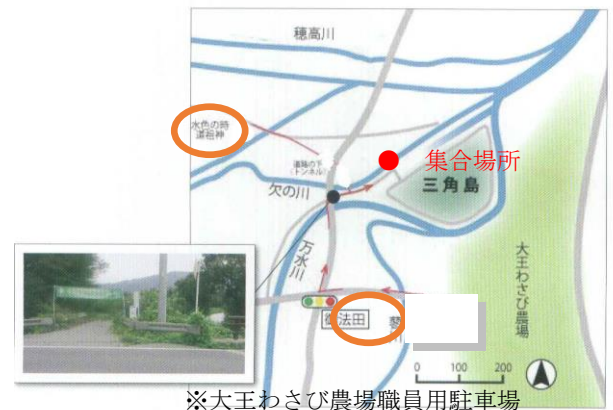 穂高川
水色の時
道祖神
道路の下
(トンネル)
集合場所
三角島
欠の川
万水川
大王わさび農場
御法田
0 100 200
※大王わさび農場職員用駐車場